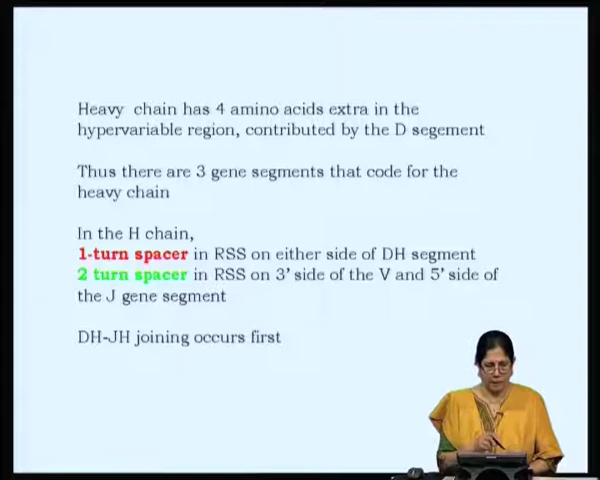 Heavy chain has 4 amino acids extra in the
hypervariable region, contributed by the D segement
Thus there are 3 gene segments that code for the
heavy chain
In the H chain,
1-turn spacer in RSS on either side of DH segment
2 turn spacer in RSS on 3’ side of the V and 5’ side of
the J gene segment
DH-JH joining occurs first